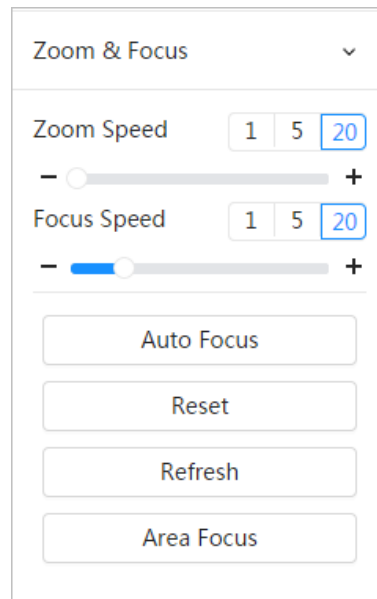 Zoom & Focus
Zoom Speed 1 5 20
− +
Focus Speed 1 5 20
− +
Auto Focus
Reset
Refresh
Area Focus